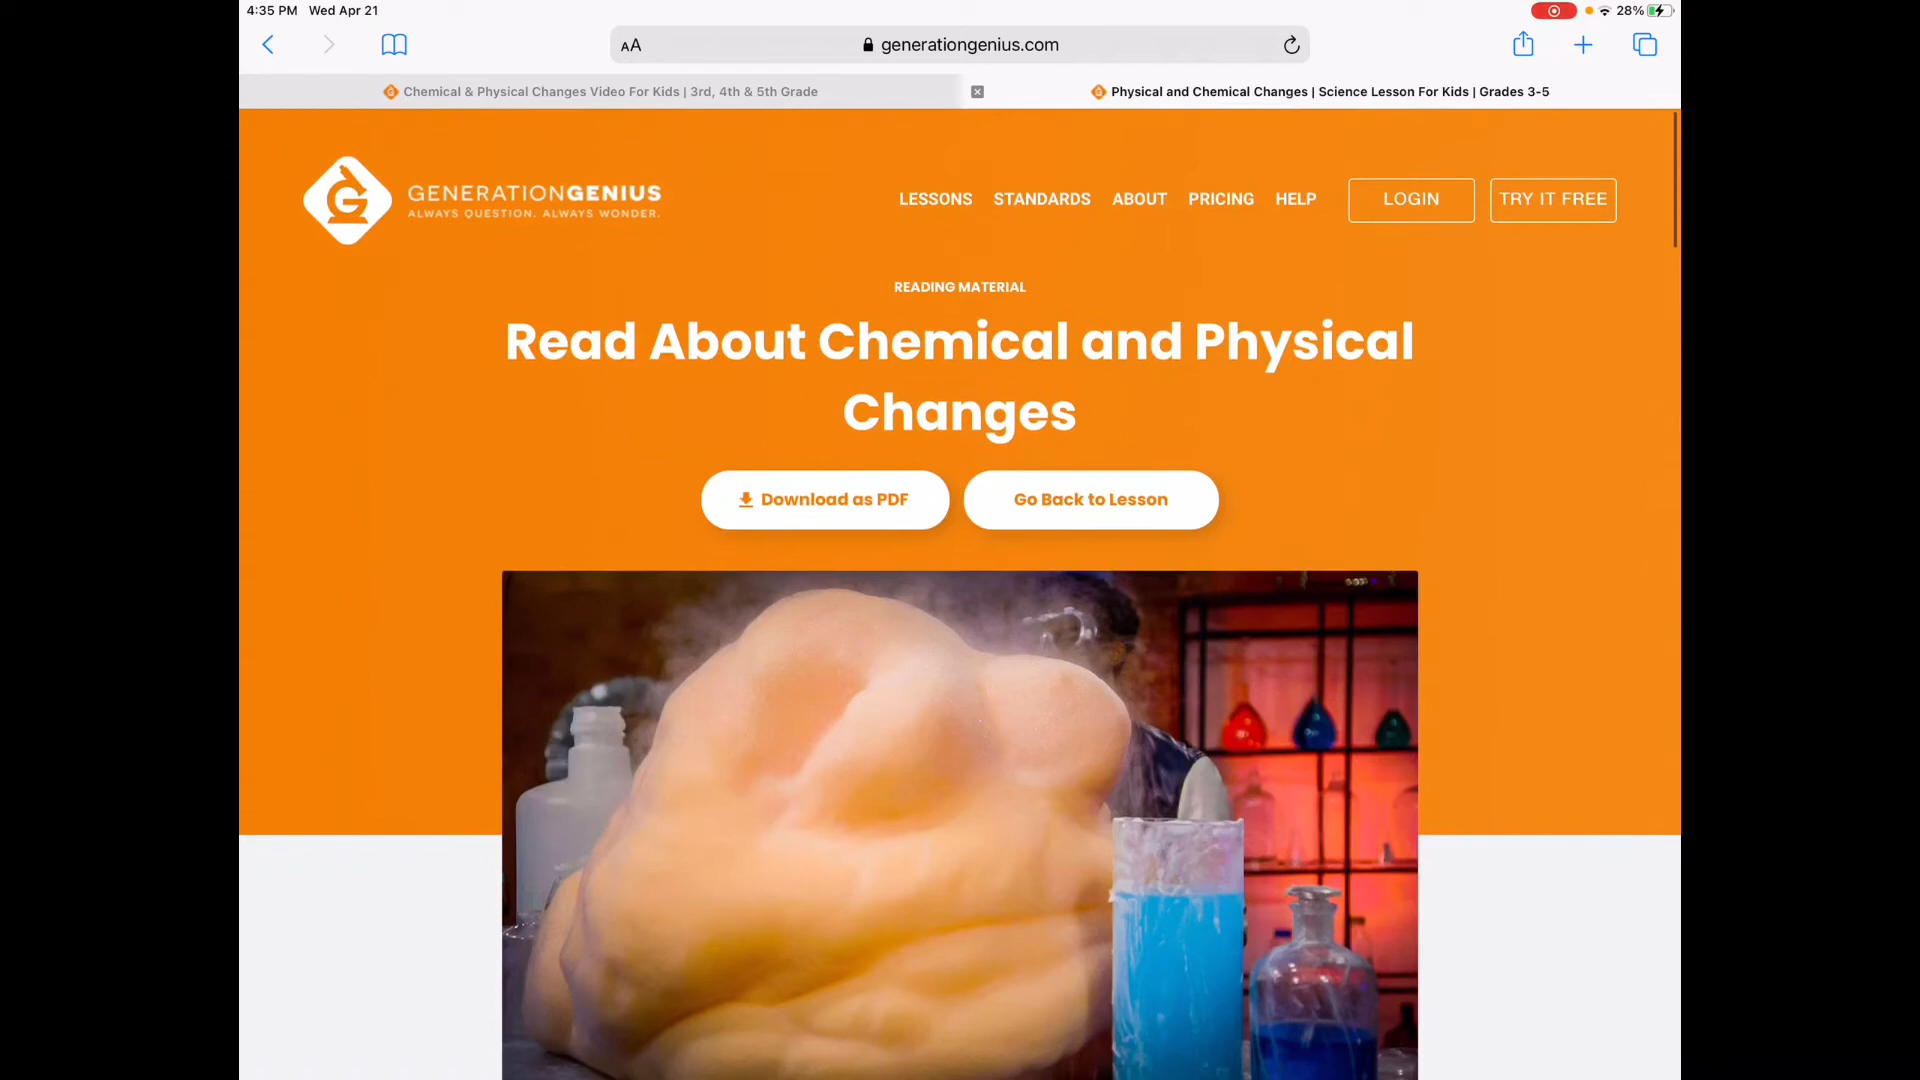 4:35 PM Wed Apr 21
28%
AA
generationgenius.com
Chemical & Physical Changes Video For Kids | 3rd, 4th & 5th Grade
Physical and Chemical Changes | Science Lesson For Kids | Grades 3-5
G
GENERATIONGENIUS
ALWAYS QUESTION. ALWAYS WONDER.
LESSONS STANDARDS ABOUT PRICING HELP LOGIN TRY IT FREE
READING MATERIAL
Read About Chemical and Physical
Changes
Download as PDF Go Back to Lesson